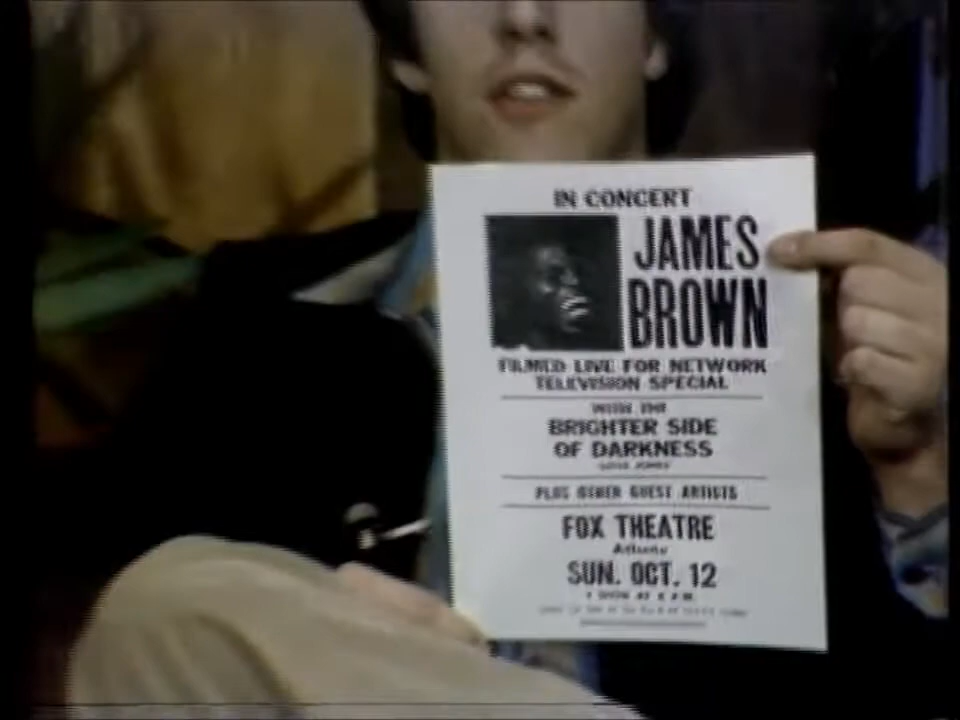 IN CONCERT
JAMES
BROWN
FILMED LIVE FOR NETWORK
TELEVISION SPECIAL
WITH THE
BRIGHTER SIDE
OF DARKNESS
PLUS OTHER GUEST ARTISTS
FOX THEATRE
Atlanta
SUN. OCT. 12